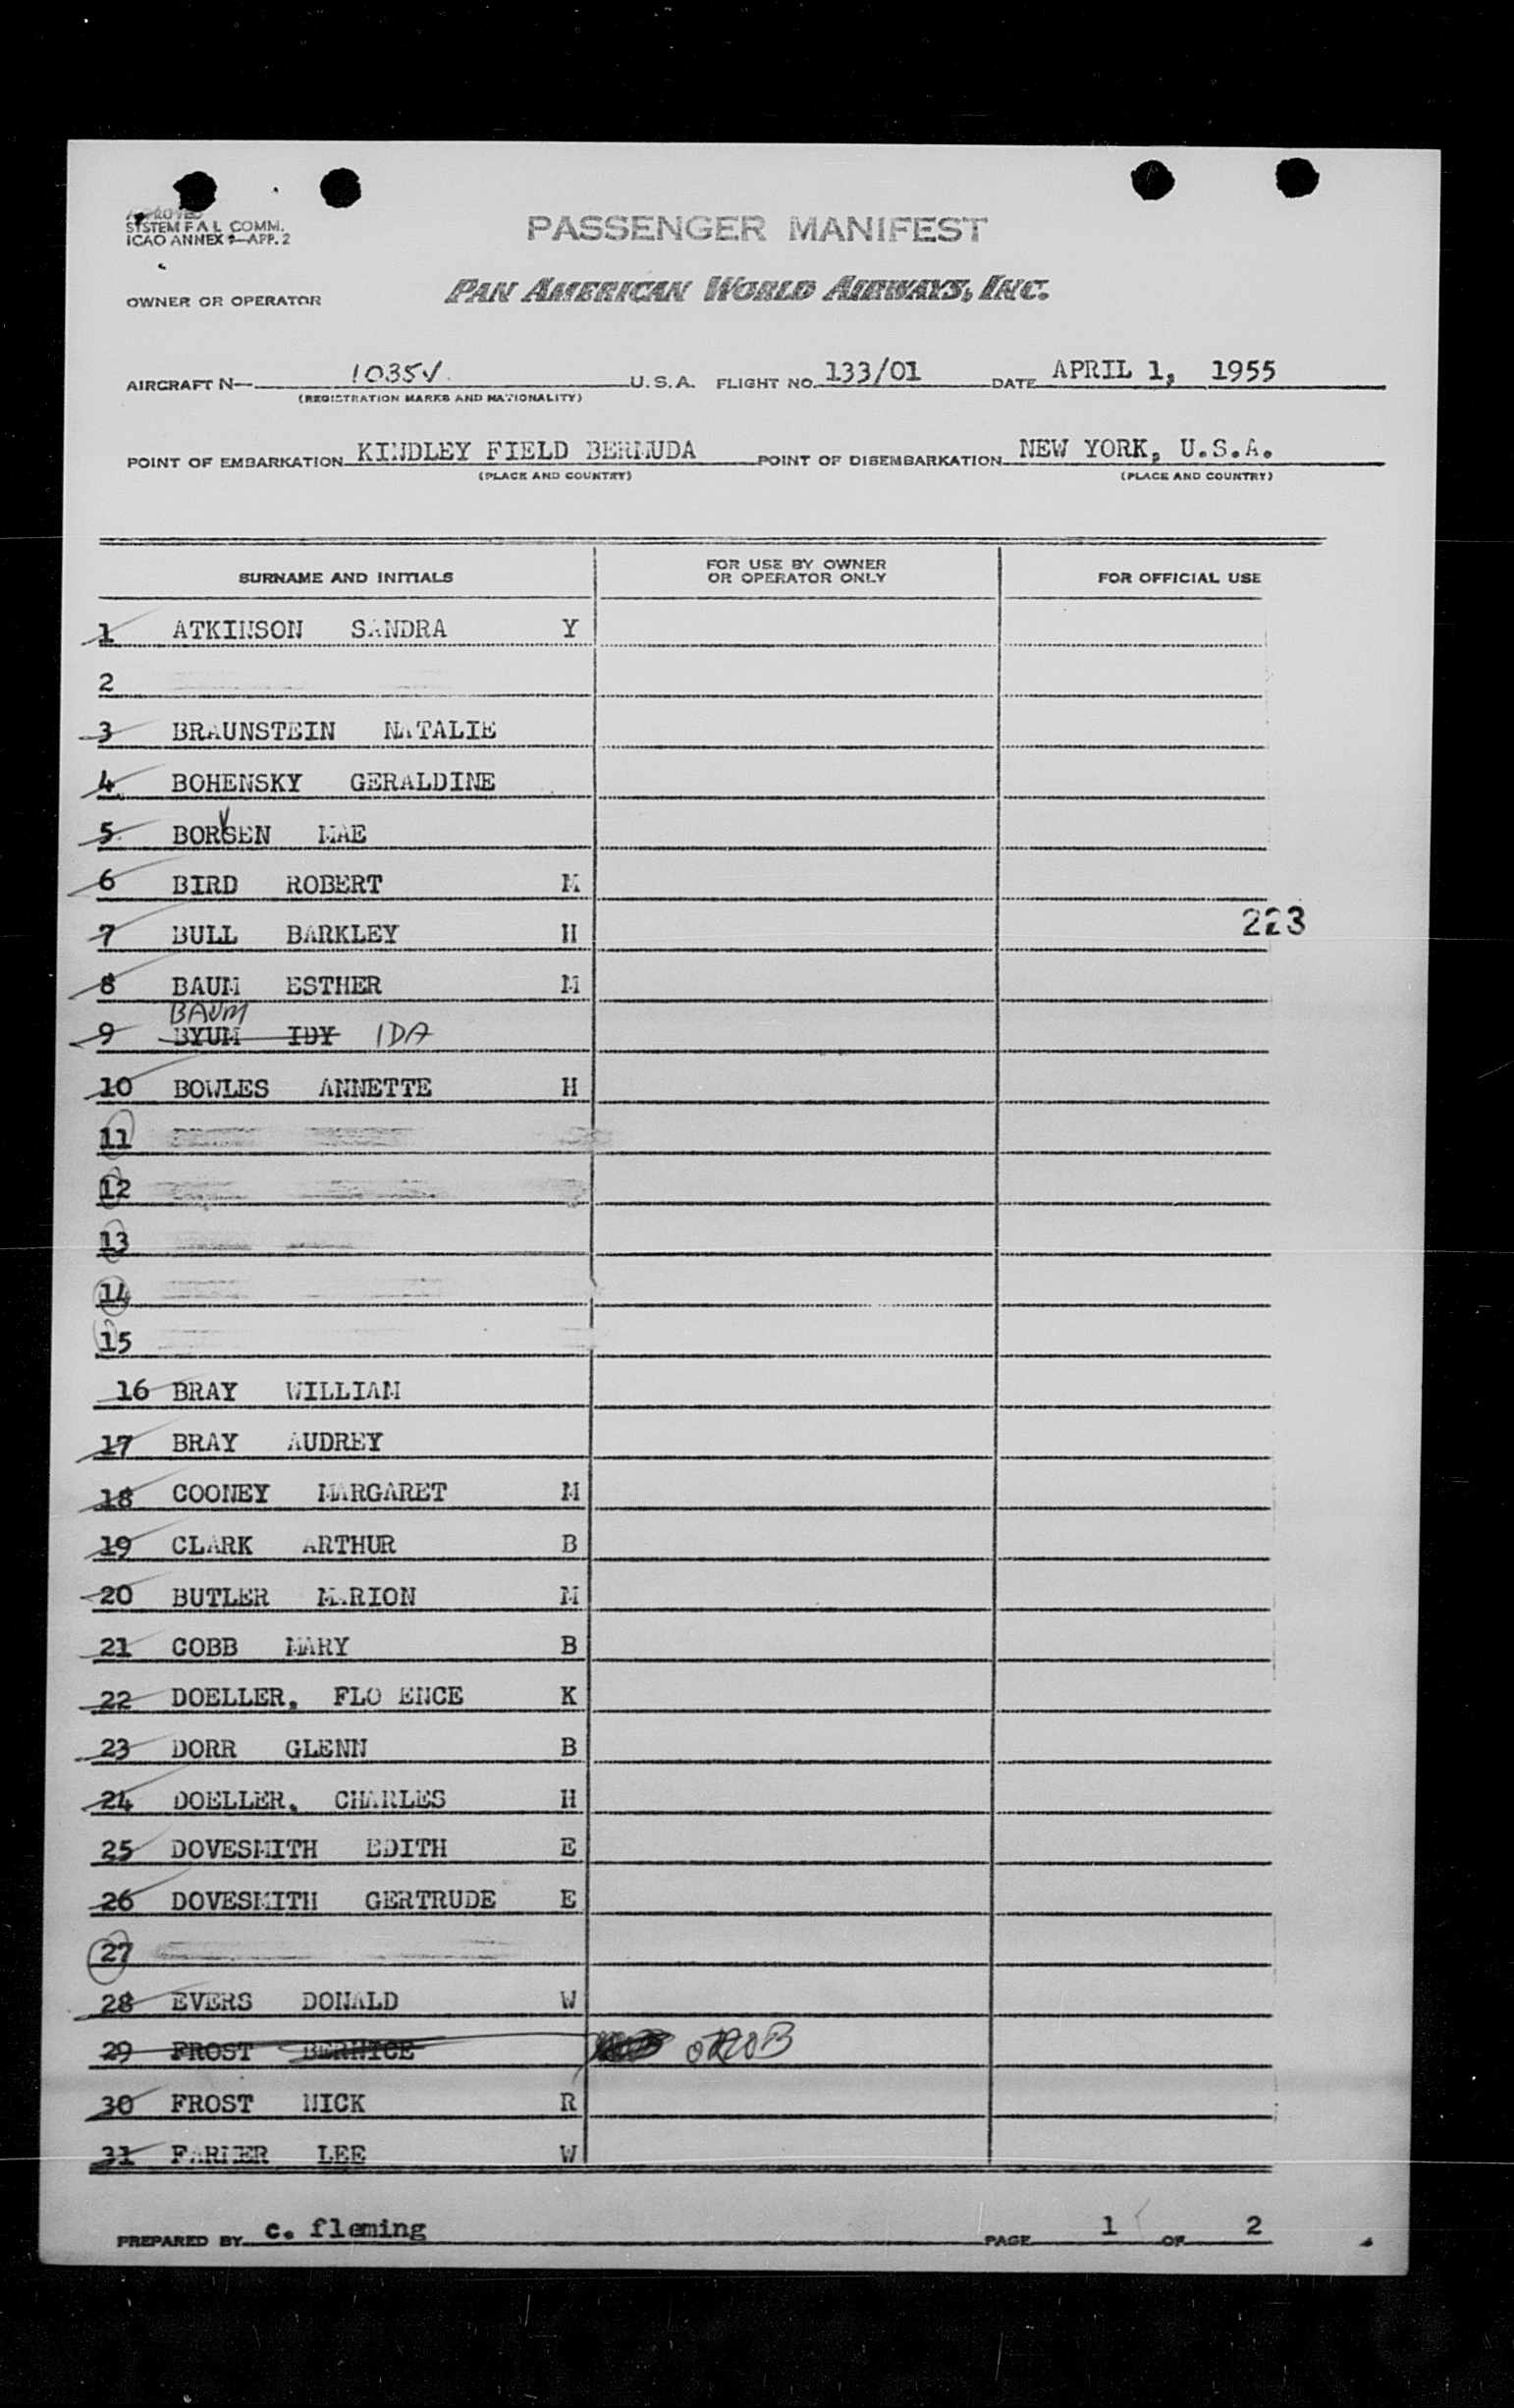 APPROVED
SYSTEM F A L COMM.
ICAO ANNEX 9—APP. 2
PASSENGER MANIFEST
OWNER OR OPERATOR PAN AMERICAN WORLD AIRWAYS, INC.
AIRCRAFT N— 1035V U.S.A. FLIGHT NO. 133/01 DATE APRIL 1, 1955
(REGISTRATION MARKS AND NATIONALITY)
POINT OF EMBARKATION KINDLEY FIELD BERMUDA POINT OF DISEMBARKATION NEW YORK, U.S.A.
(PLACE AND COUNTRY) (PLACE AND COUNTRY)
SURNAME AND INITIALS FOR USE BY OWNER OR OPERATOR ONLY FOR OFFICIAL USE
1 ATKINSON SANDRA Y
2
3 BRAUNSTEIN NATALIE
4 BOHENSKY GERALDINE
5 MAE
6 BIRD ROBERT M
7 BULL BARKLEY H
223
8 BAUM ESTHER M
BAUM
9 BYUM IDY IDA
10 BOWLES ANNETTE H
11
12
13
14
15
16 BRAY WILLIAM
17 BRAY AUDREY
18 COONEY MARGARET M
19 CLARK ARTHUR B
20 BUTLER MARION M
21 COBB MARY B
22 DOELLER. FLO ENCE K
23 DORR GLENN B
24 DOELLER. CHARLES H
25 DOVESMITH EDITH E
26 DOVESMITH GERTRUDE E
27
28 EVERS DONALD W
29 FROST BERNICE
30 FROST NICK R
31 FARMER LEE W
PREPARED BY c. fleming PAGE 1 OF 2